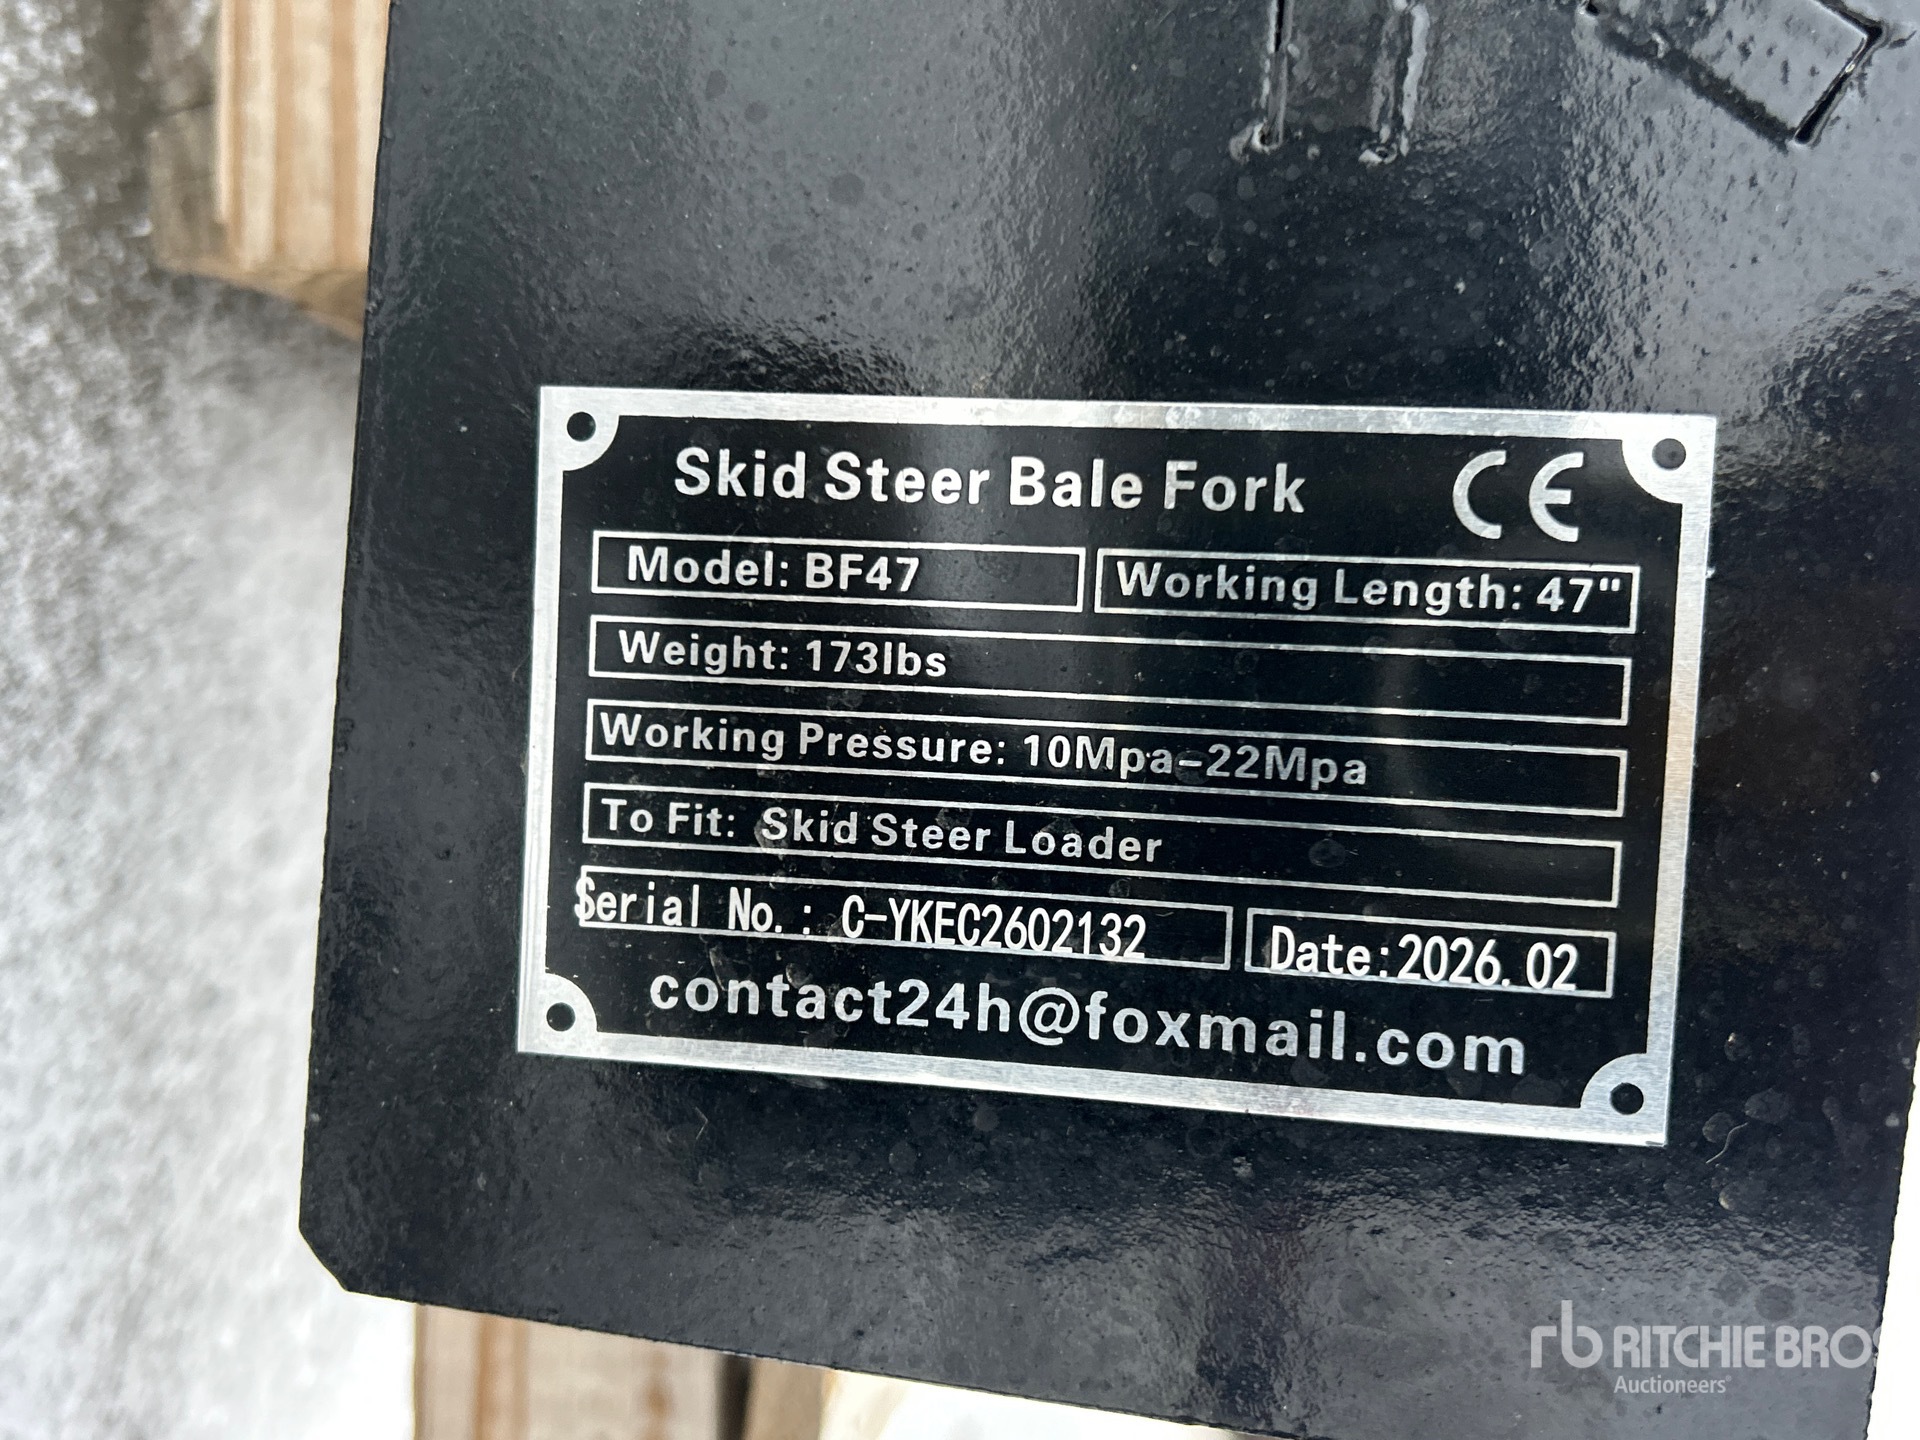 Skid Steer Bale Fork CE
Model: BF47 Working Length: 47"
Weight: 173lbs
Working Pressure: 10Mpa-22Mpa
To Fit: Skid Steer Loader
Serial No.: C-YKEC2602132 Date:2026.02
contact24h@foxmail.com
rb RITCHIE BROS
Auctioneers